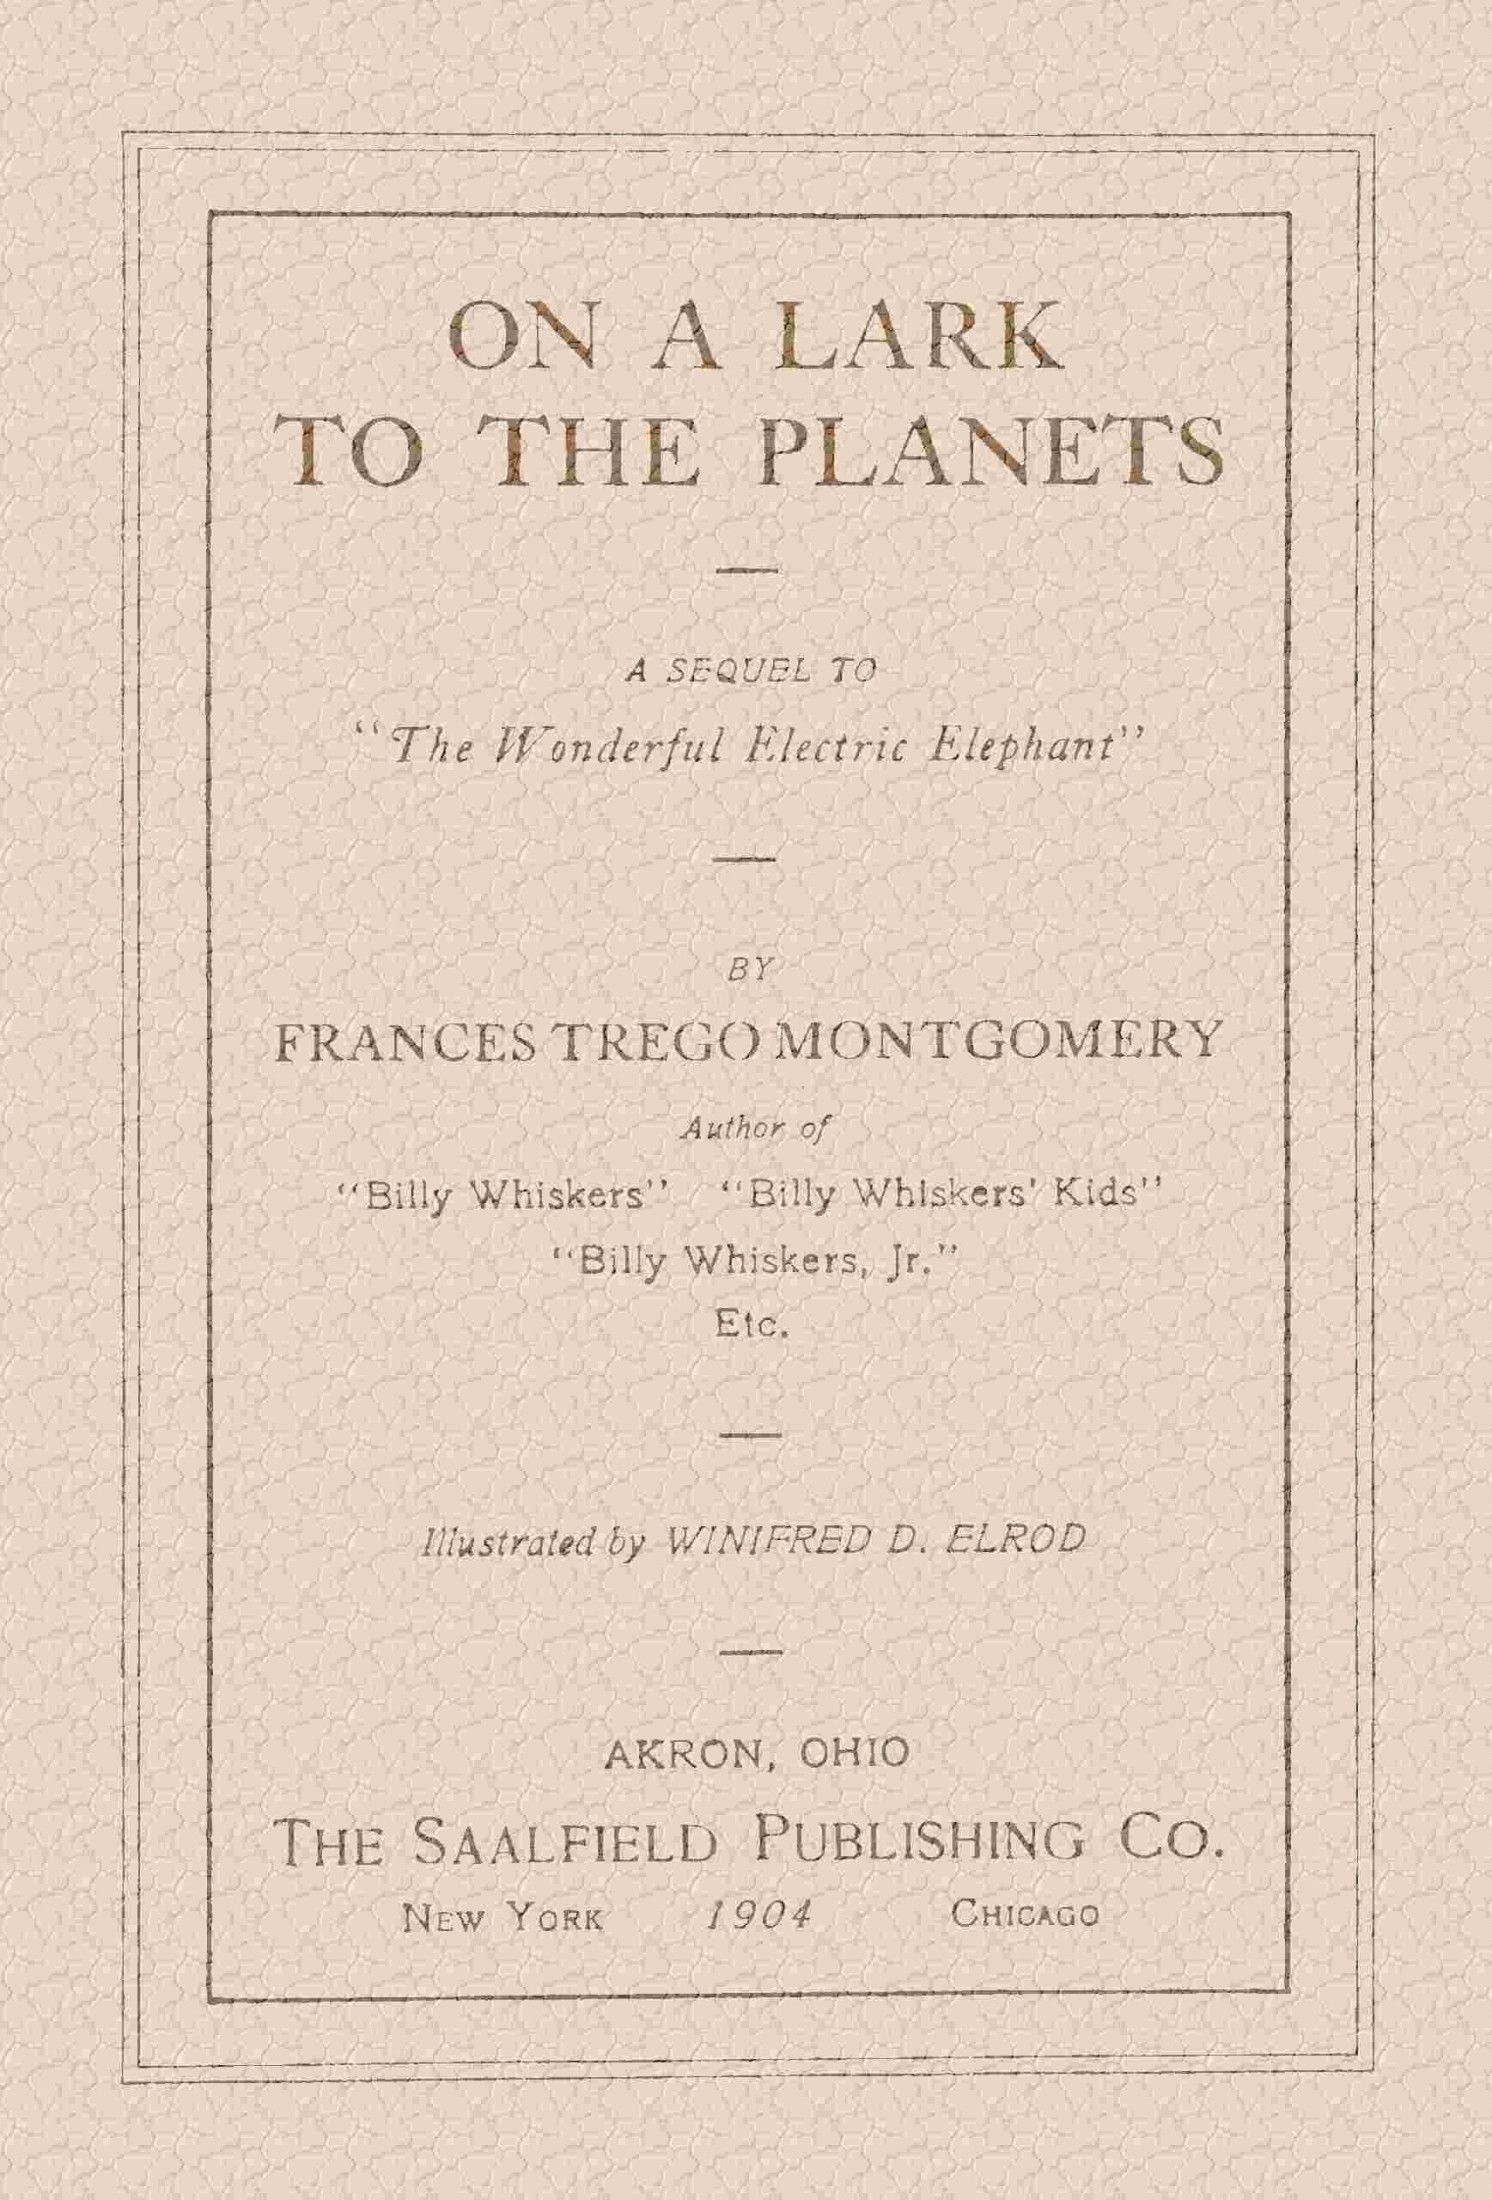 ON A LARK
TO THE PLANETS
—
A SEQUEL TO
“The Wonderful Electric Elephant”
—
BY
FRANCES TREGO MONTGOMERY
Author of
“Billy Whiskers” “Billy Whiskers' Kids”
“Billy Whiskers, Jr.”
Etc.
—
Illustrated by WINIFRED D. ELROD
—
AKRON, OHIO
THE SAALFIELD PUBLISHING CO.
NEW YORK 1904 CHICAGO